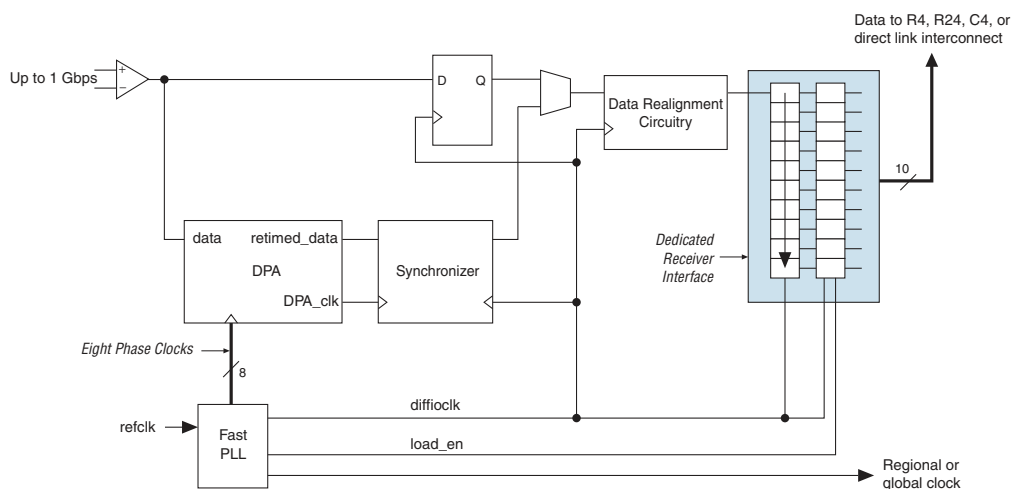 Data to R4, R24, C4, or
direct link interconnect
Up to 1 Gbps
+
−
D Q
Data Realignment
Circuitry
10
data retimed_data
DPA
DPA_clk
Synchronizer
Dedicated
Receiver
Interface
Eight Phase Clocks
8
diffioclk
refclk
Fast
PLL
load_en
Regional or
global clock